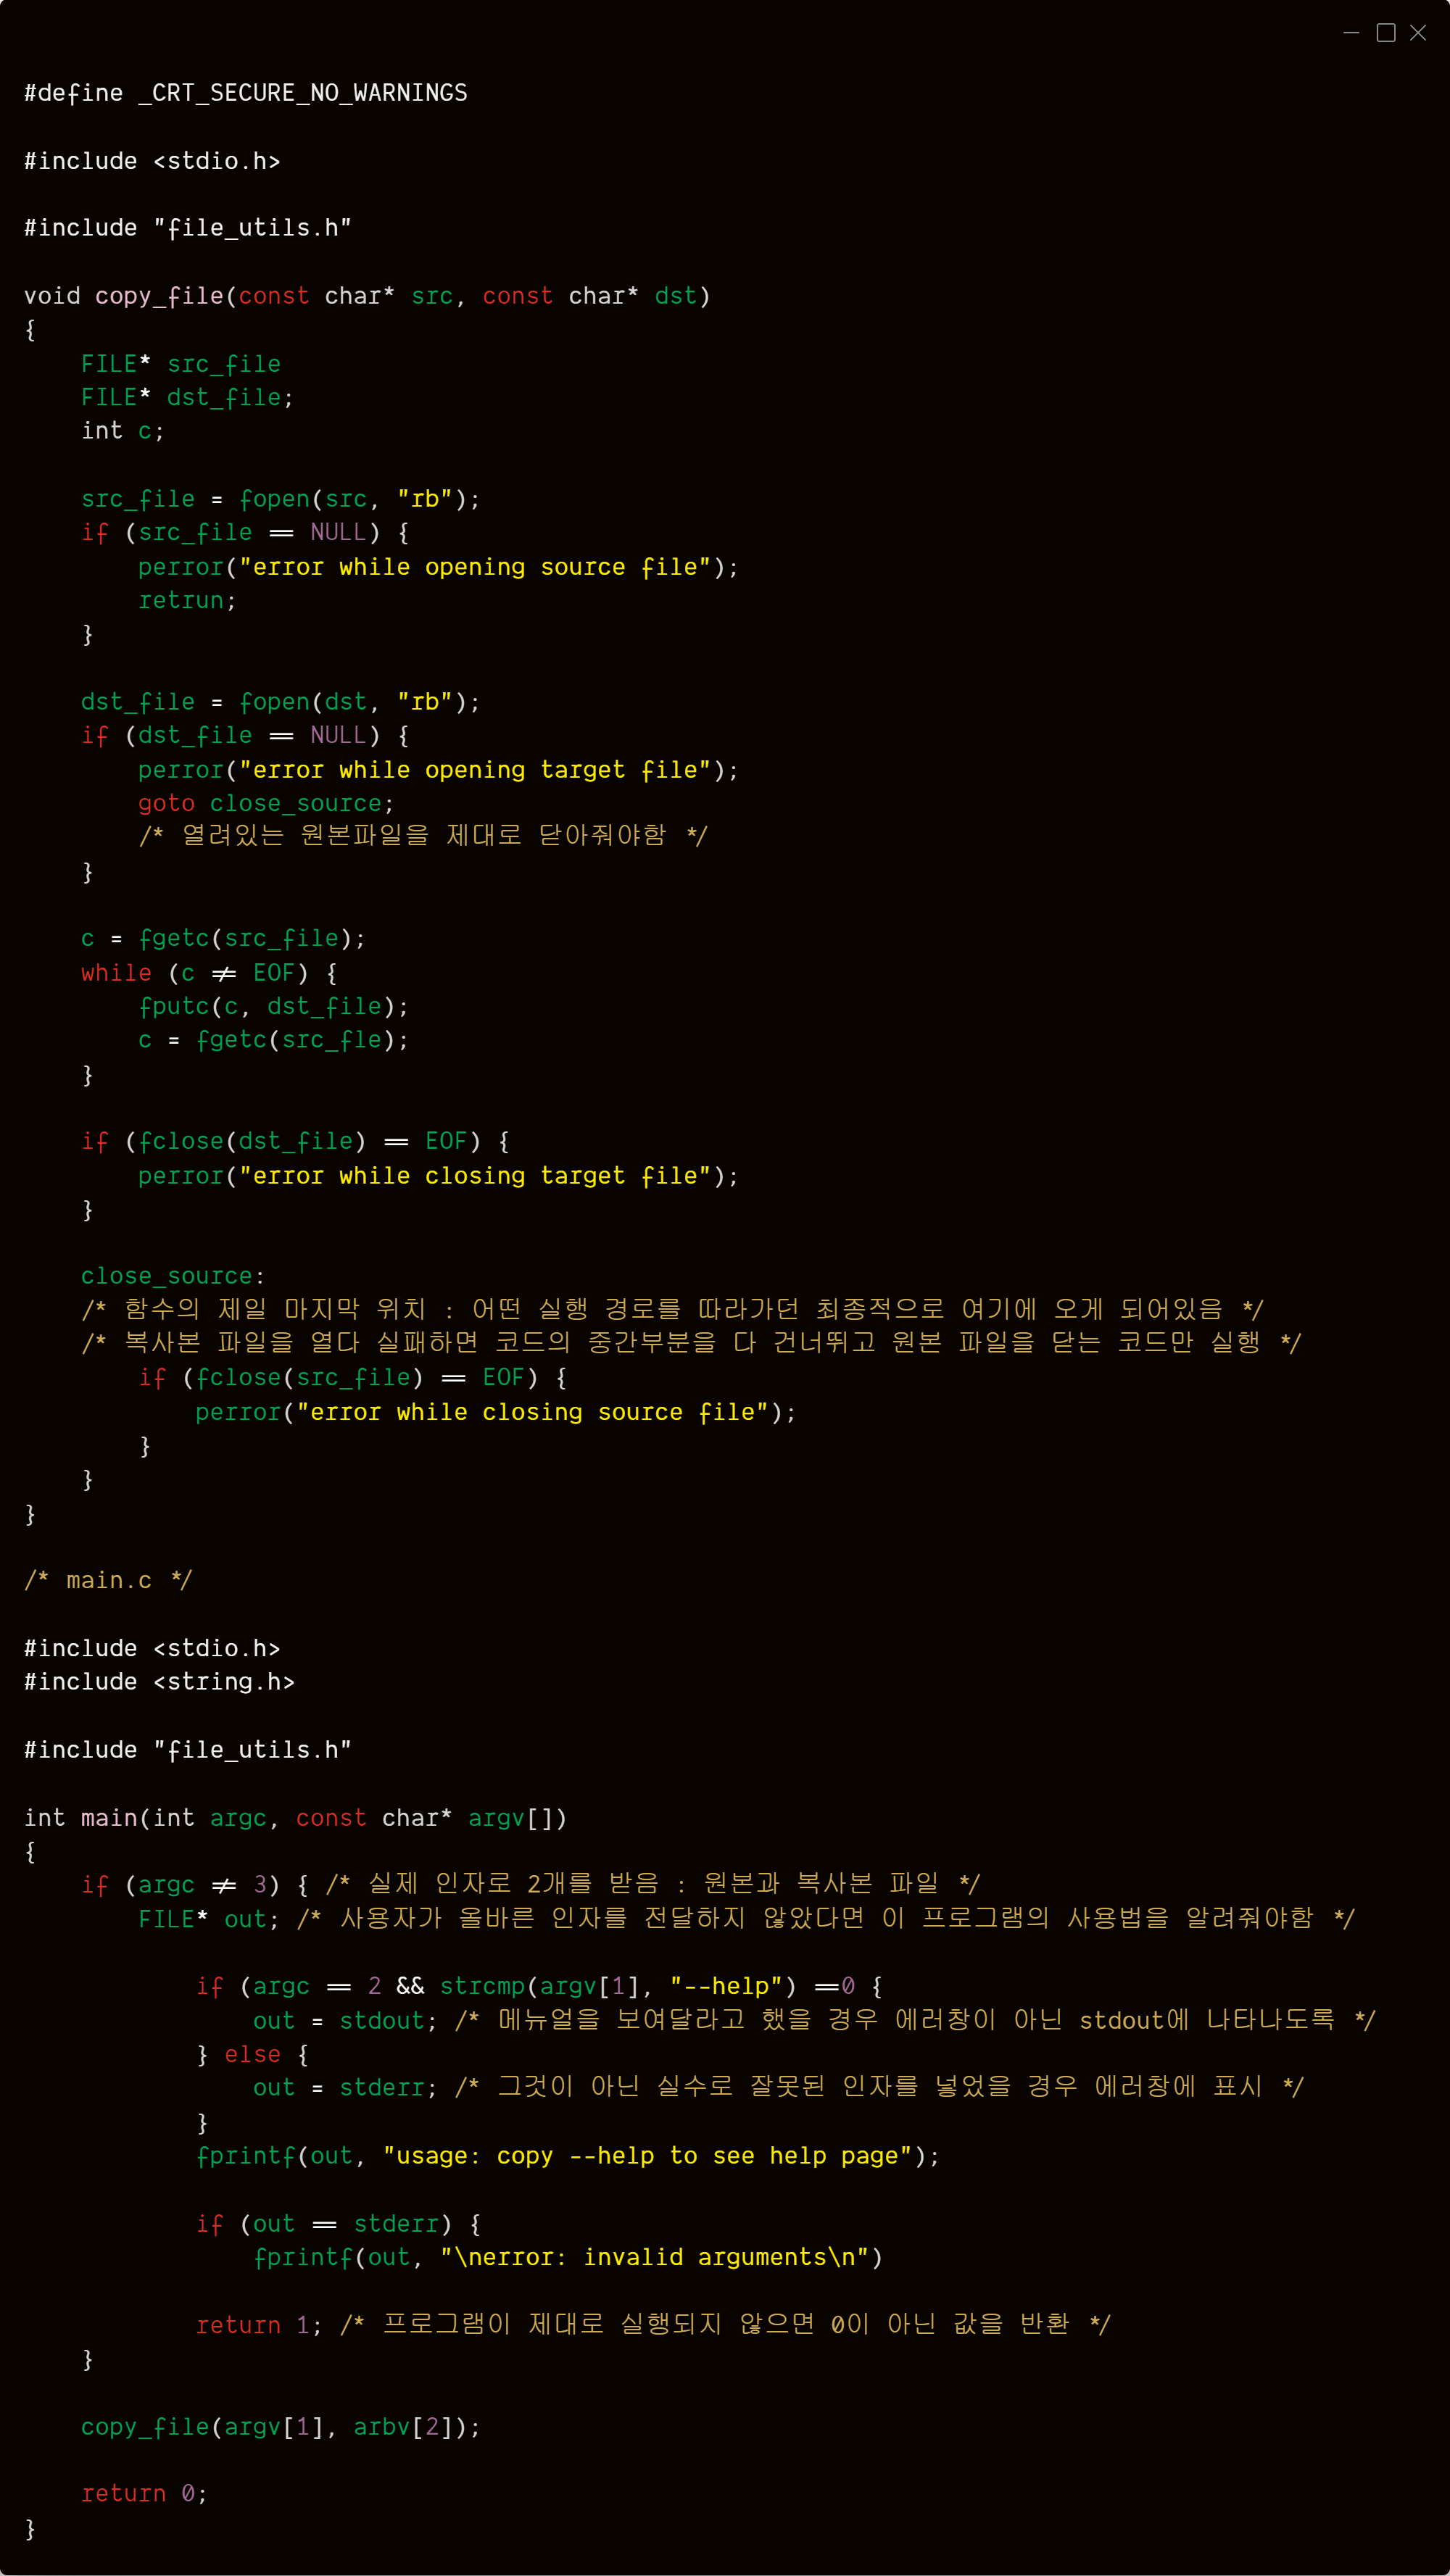 #define _CRT_SECURE_NO_WARNINGS
#include <stdio.h>
#include "file_utils.h"
void copy_file(const char* src, const char* dst)
{
    FILE* src_file
    FILE* dst_file;
    int c;
    src_file = fopen(src, "rb");
    if (src_file == NULL) {
        perror("error while opening source file");
        retrun;
    }
    dst_file = fopen(dst, "rb");
    if (dst_file == NULL) {
        perror("error while opening target file");
        goto close_source;
        /* 열려있는 원본파일을 제대로 닫아줘야함 */
    }
    c = fgetc(src_file);
    while (c != EOF) {
        fputc(c, dst_file);
        c = fgetc(src_fle);
    }
    if (fclose(dst_file) == EOF) {
        perror("error while closing target file");
    }
    close_source:
    /* 함수의 제일 마지막 위치 : 어떤 실행 경로를 따라가던 최종적으로 여기에 오게 되어있음 */
    /* 복사본 파일을 열다 실패하면 코드의 중간부분을 다 건너뛰고 원본 파일을 닫는 코드만 실행 */
        if (fclose(src_file) == EOF) {
            perror("error while closing source file");
        }
    }
}
/* main.c */
#include <stdio.h>
#include <string.h>
#include "file_utils.h"
int main(int argc, const char* argv[])
{
    if (argc != 3) { /* 실제 인자로 2개를 받음 : 원본과 복사본 파일 */
        FILE* out; /* 사용자가 올바른 인자를 전달하지 않았다면 이 프로그램의 사용법을 알려줘야함 */
            if (argc == 2 && strcmp(argv[1], "--help") ==0 {
                out = stdout; /* 메뉴얼을 보여달라고 했을 경우 에러창이 아닌 stdout에 나타나도록 */
            } else {
                out = stderr; /* 그것이 아닌 실수로 잘못된 인자를 넣었을 경우 에러창에 표시 */
            }
            fprintf(out, "usage: copy --help to see help page");
            if (out == stderr) {
                fprintf(out, "\nerror: invalid arguments\n")
            return 1; /* 프로그램이 제대로 실행되지 않으면 0이 아닌 값을 반환 */
    }
    copy_file(argv[1], arbv[2]);
    return 0;
}